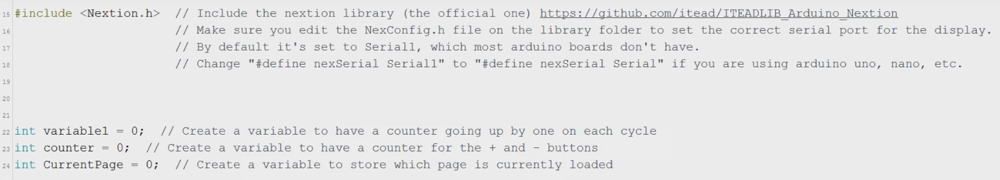 15 #include <Nextion.h>  // Include the nextion library (the official one) https://github.com/itead/ITEADLIB_Arduino_Nextion
16 // Make sure you edit the NexConfig.h file on the library folder to set the correct serial port for the display.
17 // By default it's set to Serial1, which most arduino boards don't have.
18 // Change "#define nexSerial Serial1" to "#define nexSerial Serial" if you are using arduino uno, nano, etc.
19
20
21
22 int variable1 = 0;  // Create a variable to have a counter going up by one on each cycle
23 int counter = 0;  // Create a variable to have a counter for the + and - buttons
24 int CurrentPage = 0;  // Create a variable to store which page is currently loaded